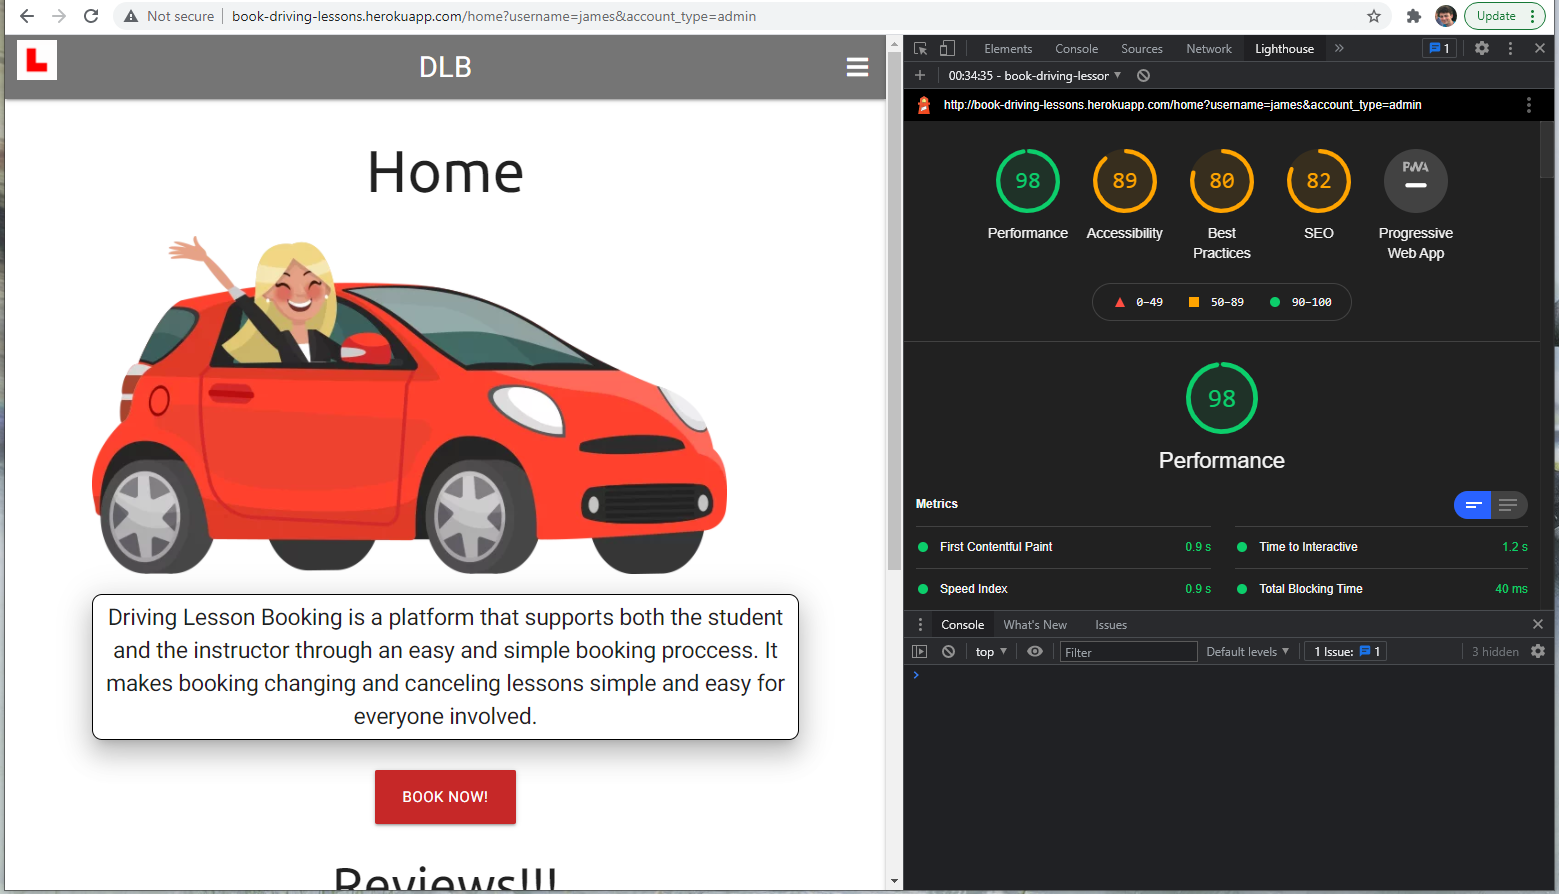 Not secure
book-driving-lessons.herokuapp.com/home?username=james&account_type=admin
Update
L
DLB
Home
Driving Lesson Booking is a platform that supports both the student
and the instructor through an easy and simple booking proccess. It
makes booking changing and canceling lessons simple and easy for
everyone involved.
BOOK NOW!
Reviews!!!
Elements Console Sources Network Lighthouse » 1
+ 00:34:35 - book-driving-lessor
http://book-driving-lessons.herokuapp.com/home?username=james&account_type=admin
98 89 80 82 PWA
Performance Accessibility Best Practices SEO Progressive Web App
0–49 50–89 90–100
98
Performance
Metrics
First Contentful Paint 0.9 s Time to Interactive 1.2 s
Speed Index 0.9 s Total Blocking Time 40 ms
Console What's New Issues
top Filter Default levels 1 Issue: 1 3 hidden